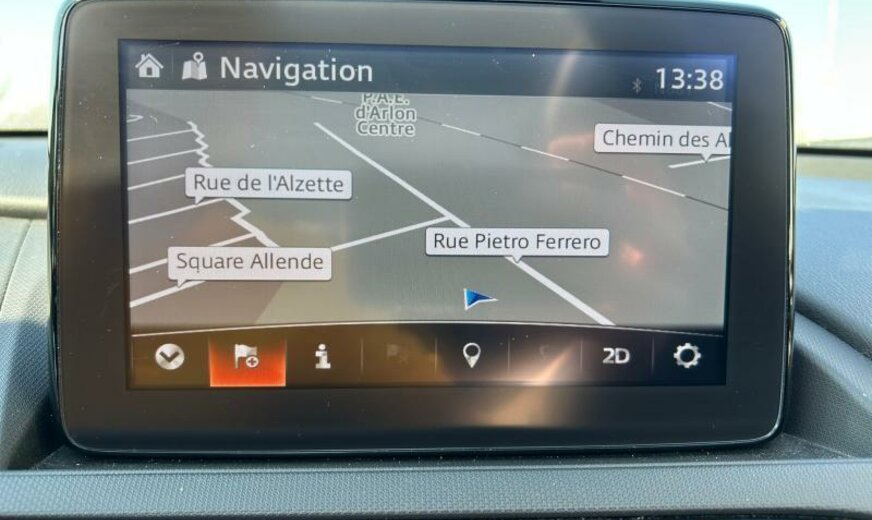 Navigation
13:38
P.A.E.
d'Arlon
Centre
Chemin des
Rue de l'Alzette
Rue Pietro Ferrero
Square Allende
2D